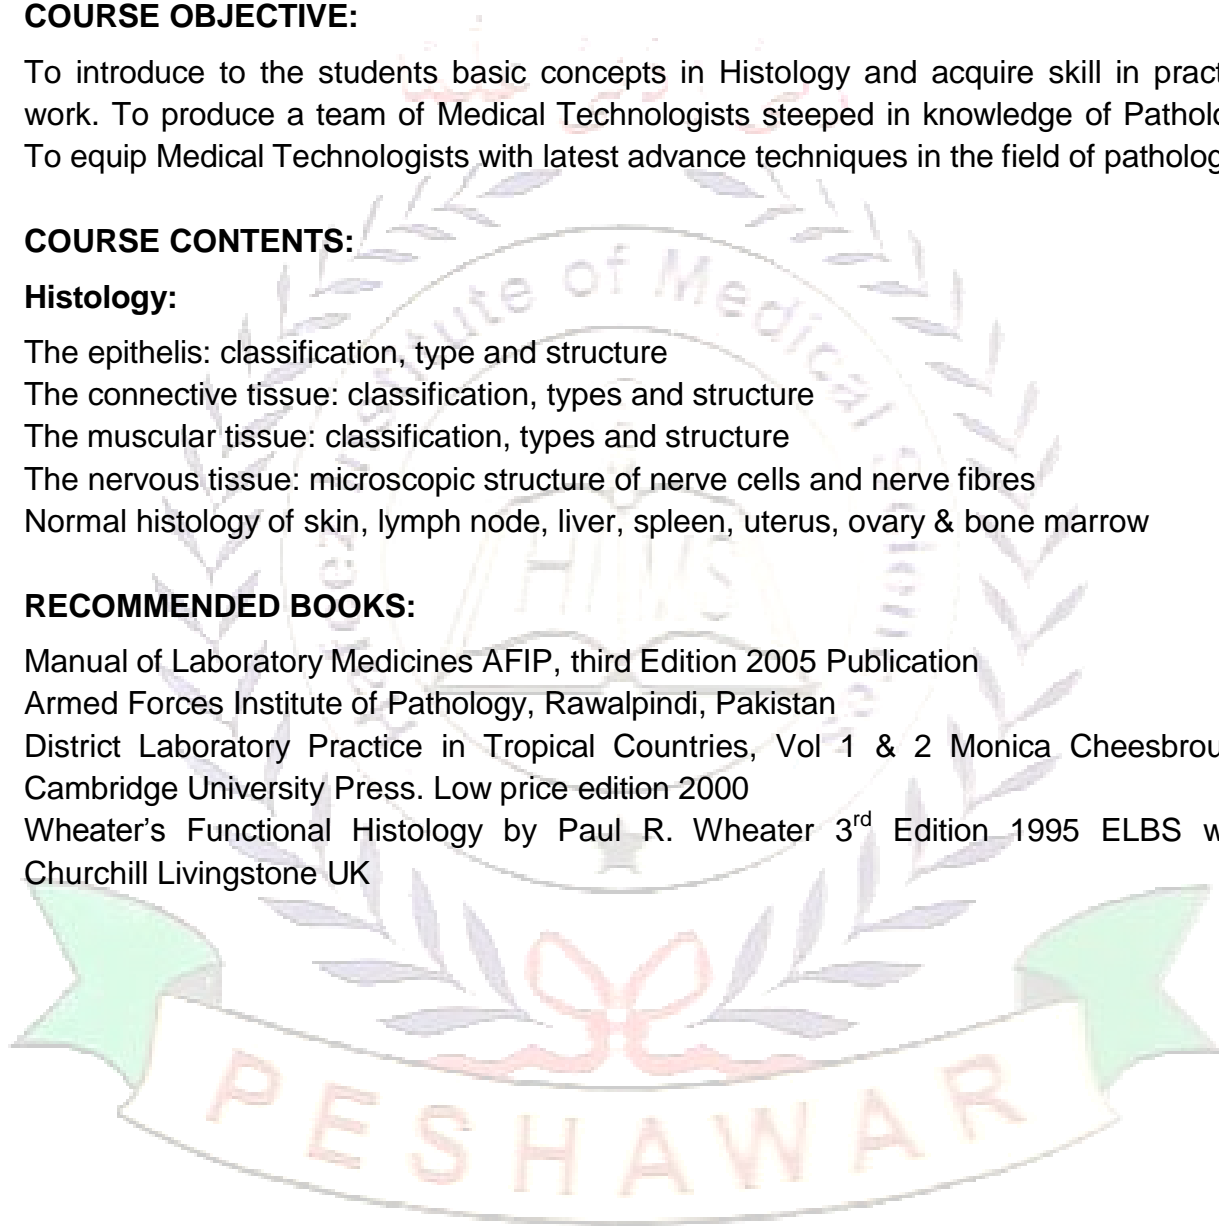 COURSE OBJECTIVE:
To introduce to the students basic concepts in Histology and acquire skill in pract
work. To produce a team of Medical Technologists steeped in knowledge of Patholo
To equip Medical Technologists with latest advance techniques in the field of patholog
COURSE CONTENTS:
Histology:
The epithelis: classification, type and structure
The connective tissue: classification, types and structure
The muscular tissue: classification, types and structure
The nervous tissue: microscopic structure of nerve cells and nerve fibres
Normal histology of skin, lymph node, liver, spleen, uterus, ovary & bone marrow
RECOMMENDED BOOKS:
Manual of Laboratory Medicines AFIP, third Edition 2005 Publication
Armed Forces Institute of Pathology, Rawalpindi, Pakistan
District Laboratory Practice in Tropical Countries, Vol 1 & 2 Monica Cheesbrou
Cambridge University Press. Low price edition 2000
Wheater’s Functional Histology by Paul R. Wheater 3rd Edition 1995 ELBS w
Churchill Livingstone UK
Institute of Medical Sciences
HIMS
PESHAWAR